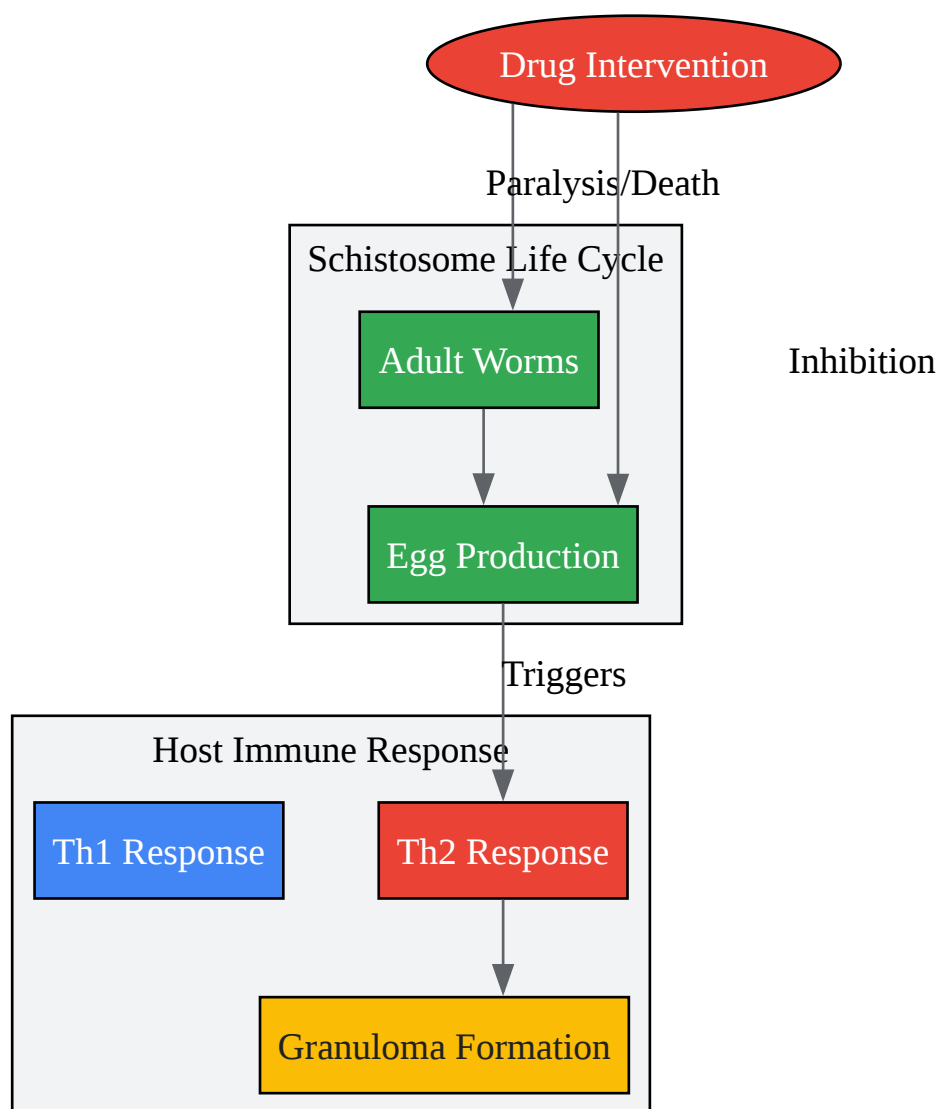 Drug Intervention
Paralysis/Death
Schistosome Life Cycle
Adult Worms
Inhibition
Egg Production
Triggers
Host Immune Response
Th1 Response
Th2 Response
Granuloma Formation